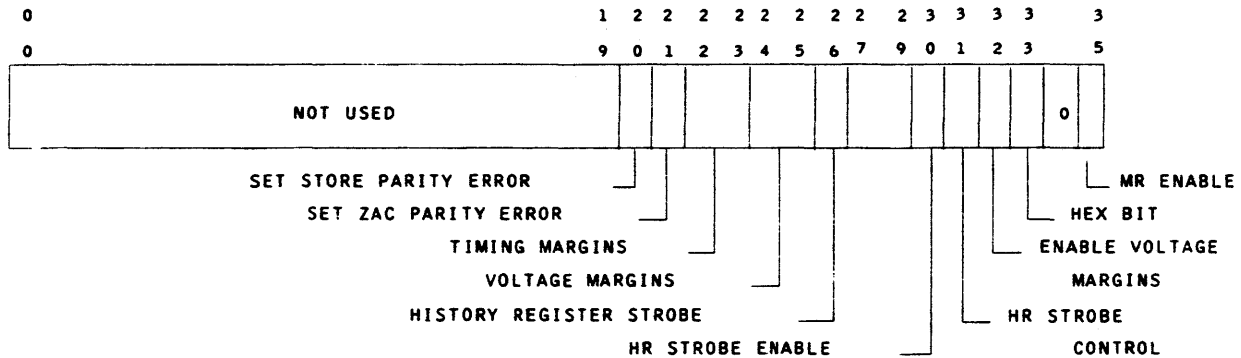 0 1 2 2 2 2 2 2 2 2 2 3 3 3 3 3
0 9 0 1 2 3 4 5 6 7 9 0 1 2 3 5
NOT USED 0
SET STORE PARITY ERROR MR ENABLE
SET ZAC PARITY ERROR HEX BIT
TIMING MARGINS ENABLE VOLTAGE
VOLTAGE MARGINS MARGINS
HISTORY REGISTER STROBE HR STROBE
HR STROBE ENABLE CONTROL